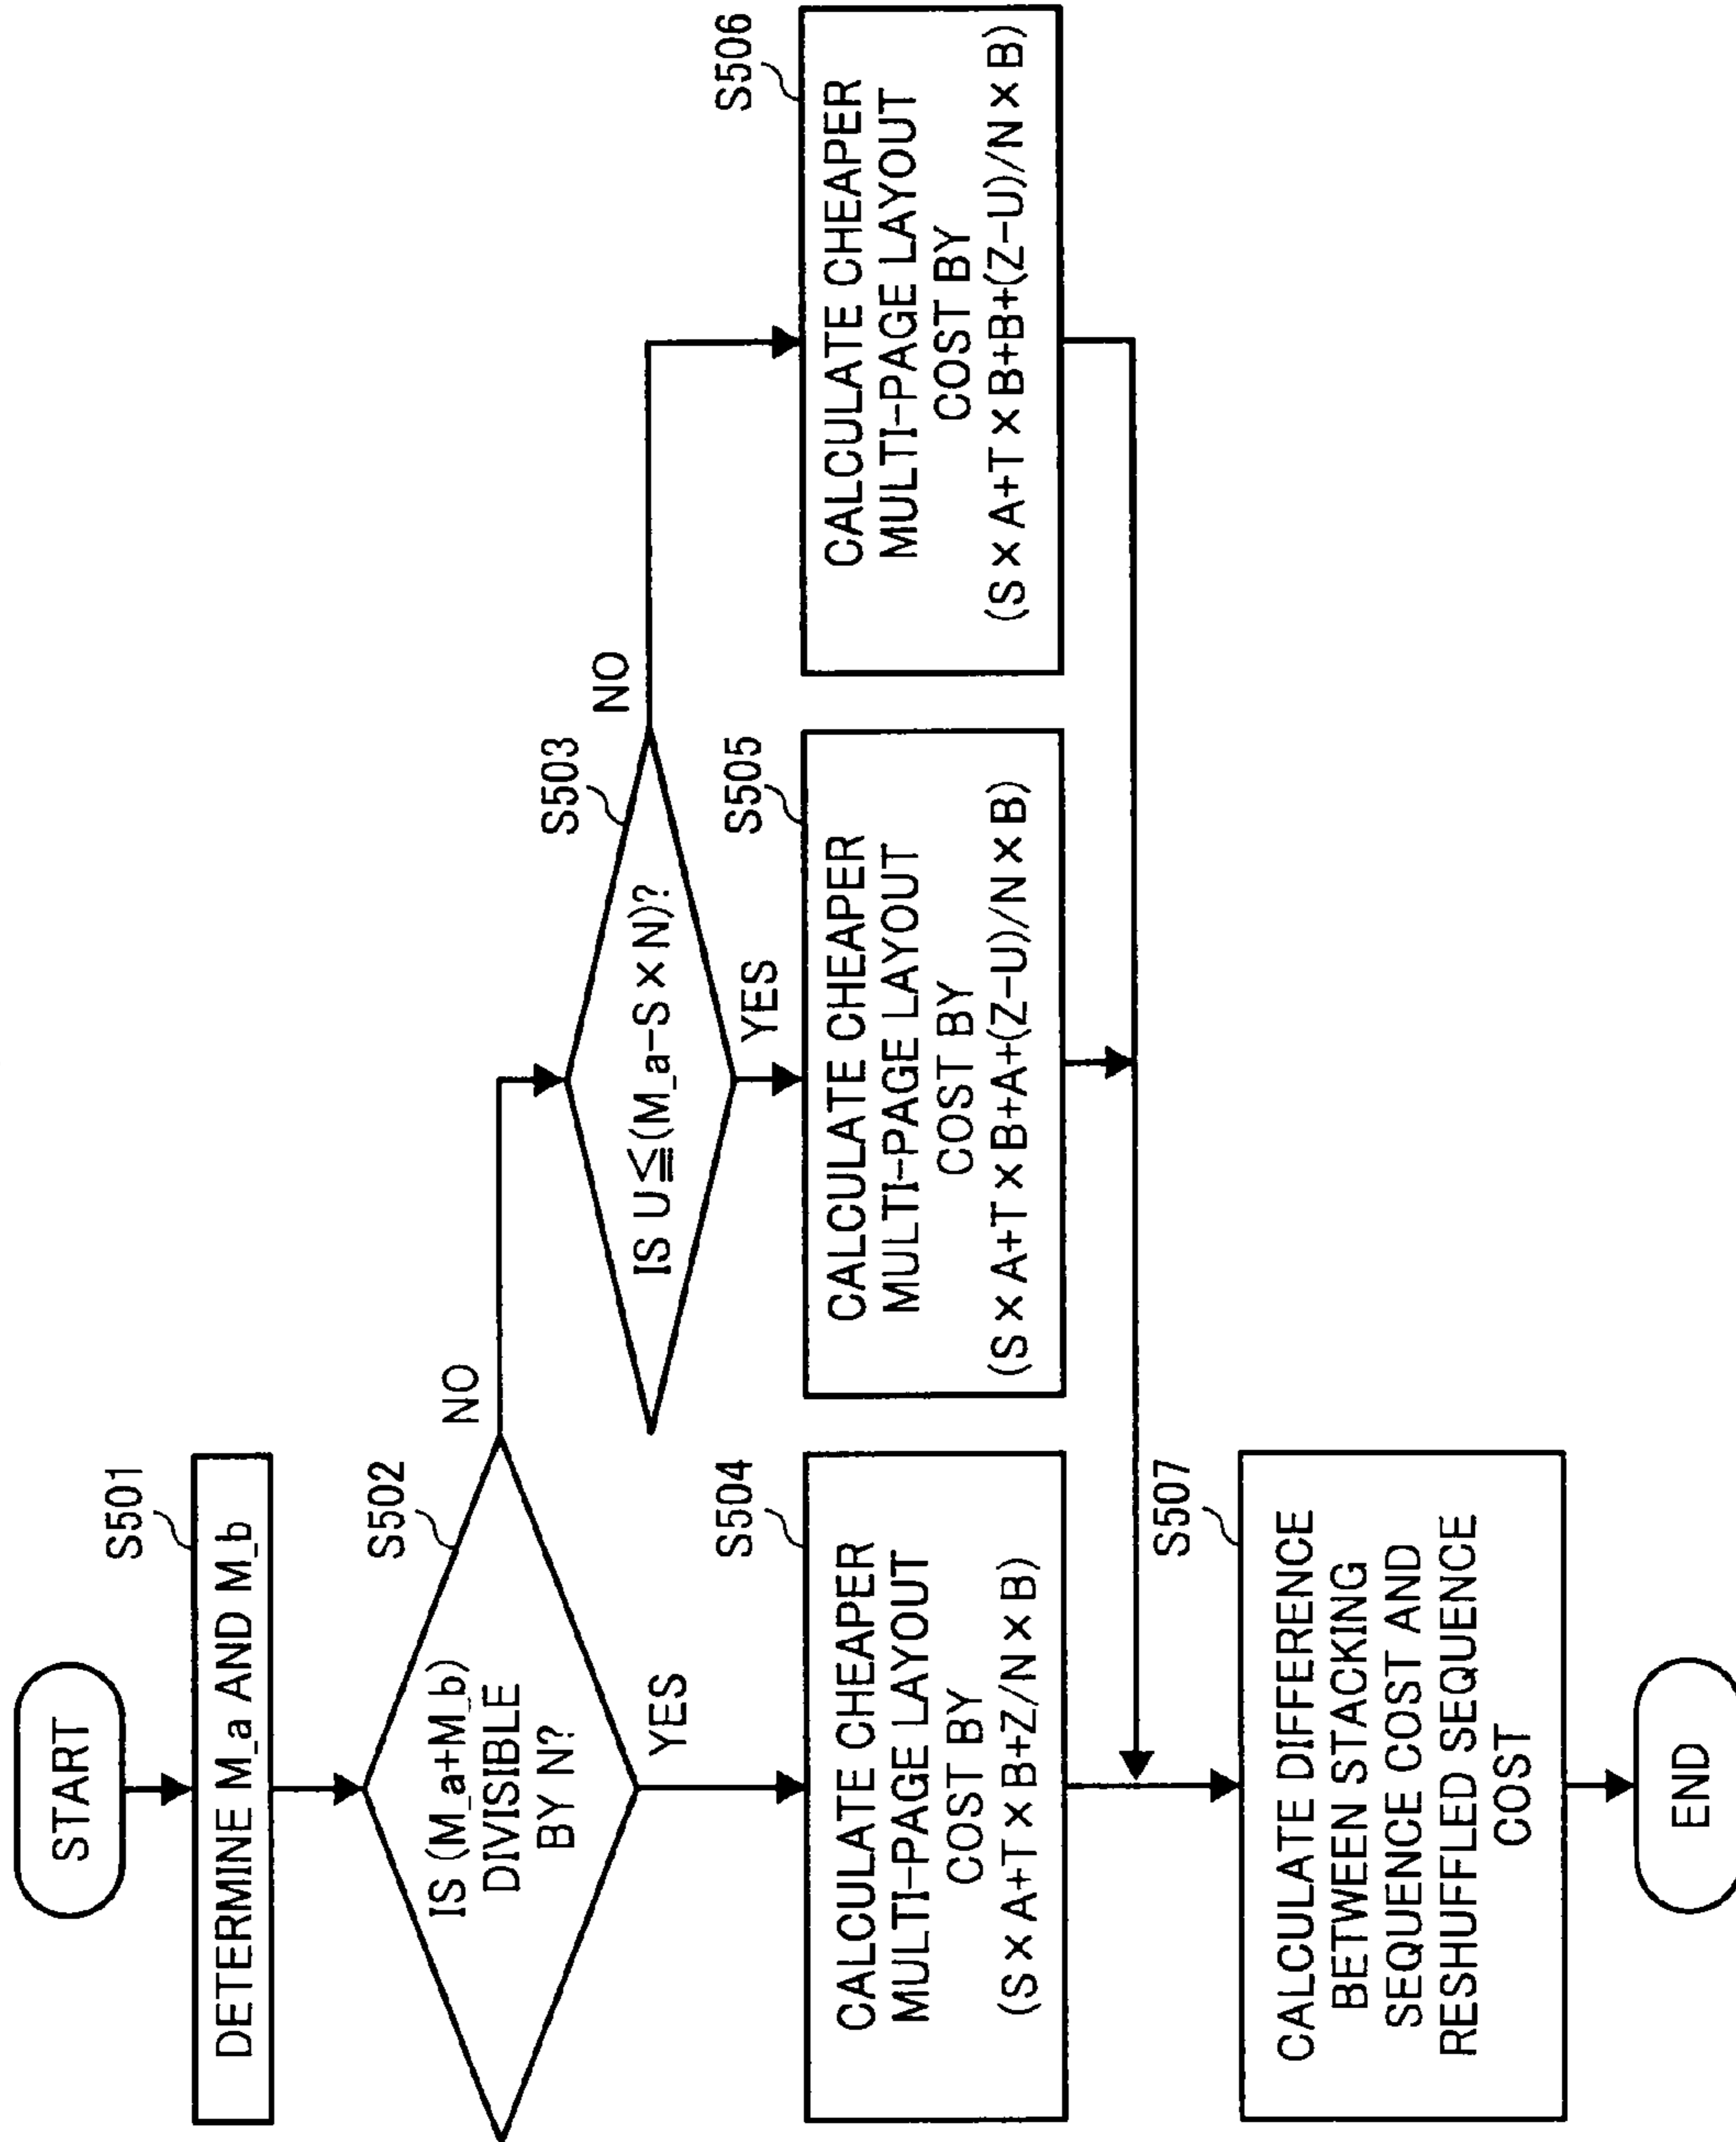 START
S501
DETERMINE M_a AND M_b
S502
IS (M_a+M_b)
DIVISIBLE
BY N?
NO
YES
S503
IS U≦(M_a-S×N)?
NO
YES
S504
CALCULATE CHEAPER
MULTI-PAGE LAYOUT
COST BY
(S×A+T×B+Z/N×B)
S505
CALCULATE CHEAPER
MULTI-PAGE LAYOUT
COST BY
(S×A+T×B+A+(Z-U)/N×B)
S506
CALCULATE CHEAPER
MULTI-PAGE LAYOUT
COST BY
(S×A+T×B+B+(Z-U)/N×B)
S507
CALCULATE DIFFERENCE
BETWEEN STACKING
SEQUENCE COST AND
RESHUFFLED SEQUENCE
COST
END